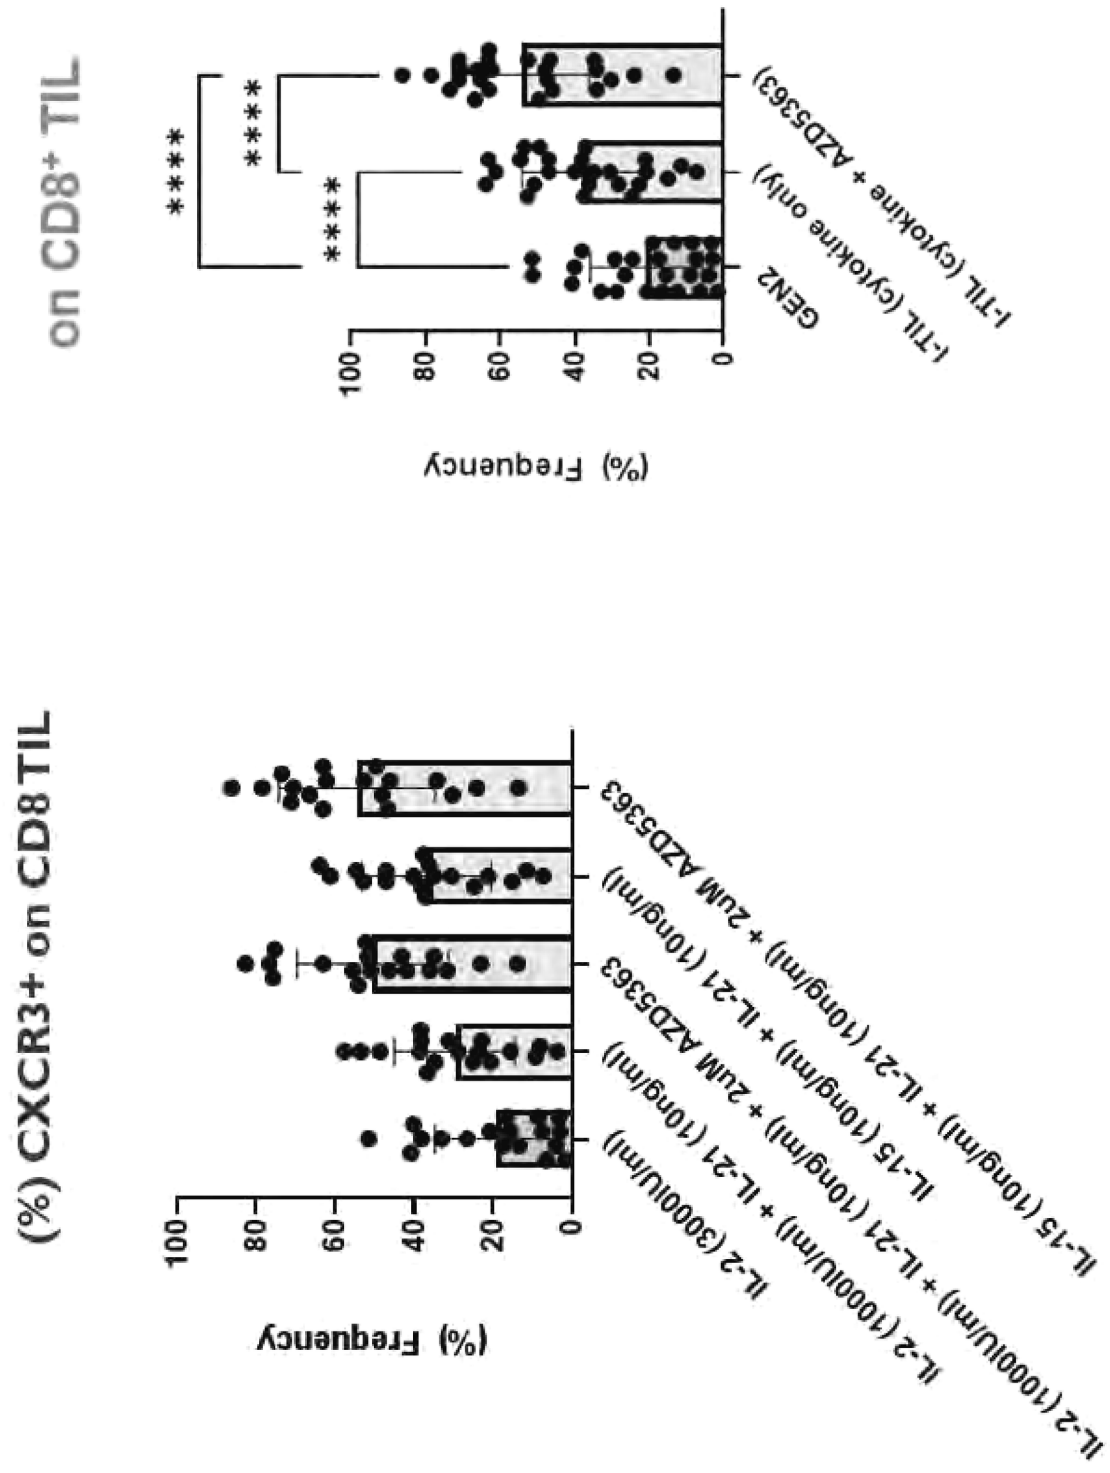 (%) CXCR3+ on CD8 TIL
(%) Frequency
100
80
60
40
20
0
IL-2 (3000IU/ml)
IL-2 (1000IU/ml) + IL-21 (10ng/ml)
IL-2 (1000IU/ml) + IL-21 (10ng/ml) + 2uM AZD5363
IL-15 (10ng/ml) + IL-21 (10ng/ml)
IL-15 (10ng/ml) + IL-21 (10ng/ml) + 2uM AZD5363
on CD8⁺ TIL
(%) Frequency
100
80
60
40
20
0
****
****
****
GEN2
I-TIL (cytokine only)
I-TIL (cytokine + AZD5363)